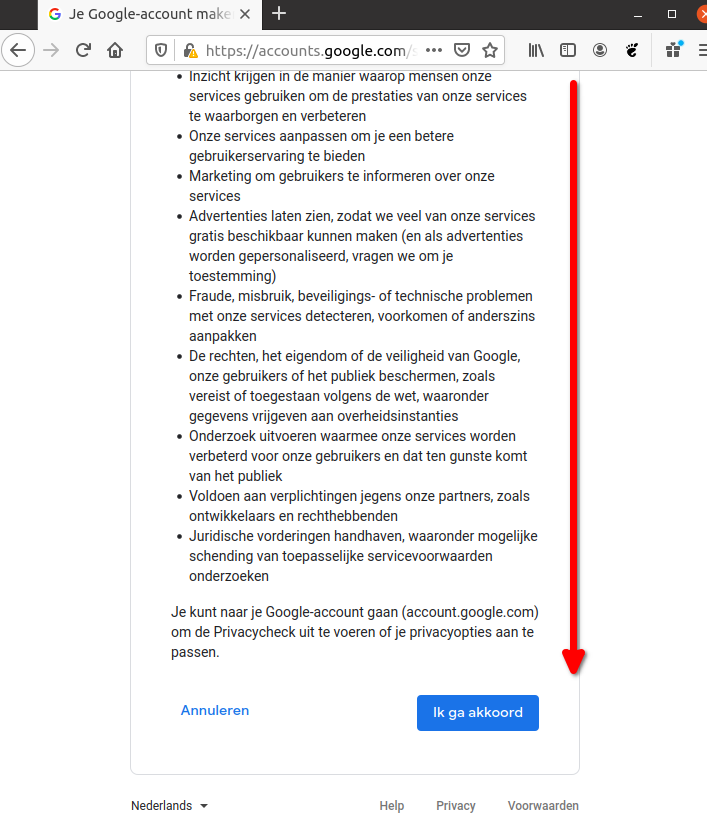 Je Google-account make
https://accounts.google.com/s
Inzicht krijgen in de manier waarop mensen onze
services gebruiken om de prestaties van onze services
te waarborgen en verbeteren
Onze services aanpassen om je een betere
gebruikerservaring te bieden
Marketing om gebruikers te informeren over onze
services
Advertenties laten zien, zodat we veel van onze services
gratis beschikbaar kunnen maken (en als advertenties
worden gepersonaliseerd, vragen we om je
toestemming)
Fraude, misbruik, beveiligings- of technische problemen
met onze services detecteren, voorkomen of anderszins
aanpakken
De rechten, het eigendom of de veiligheid van Google,
onze gebruikers of het publiek beschermen, zoals
vereist of toegestaan volgens de wet, waaronder
gegevens vrijgeven aan overheidsinstanties
Onderzoek uitvoeren waarmee onze services worden
verbeterd voor onze gebruikers en dat ten gunste komt
van het publiek
Voldoen aan verplichtingen jegens onze partners, zoals
ontwikkelaars en rechthebbenden
Juridische vorderingen handhaven, waaronder mogelijke
schending van toepasselijke servicevoorwaarden
onderzoeken
Je kunt naar je Google-account gaan (account.google.com)
om de Privacycheck uit te voeren of je privacyopties aan te
passen.
Annuleren Ik ga akkoord
Nederlands Help Privacy Voorwaarden